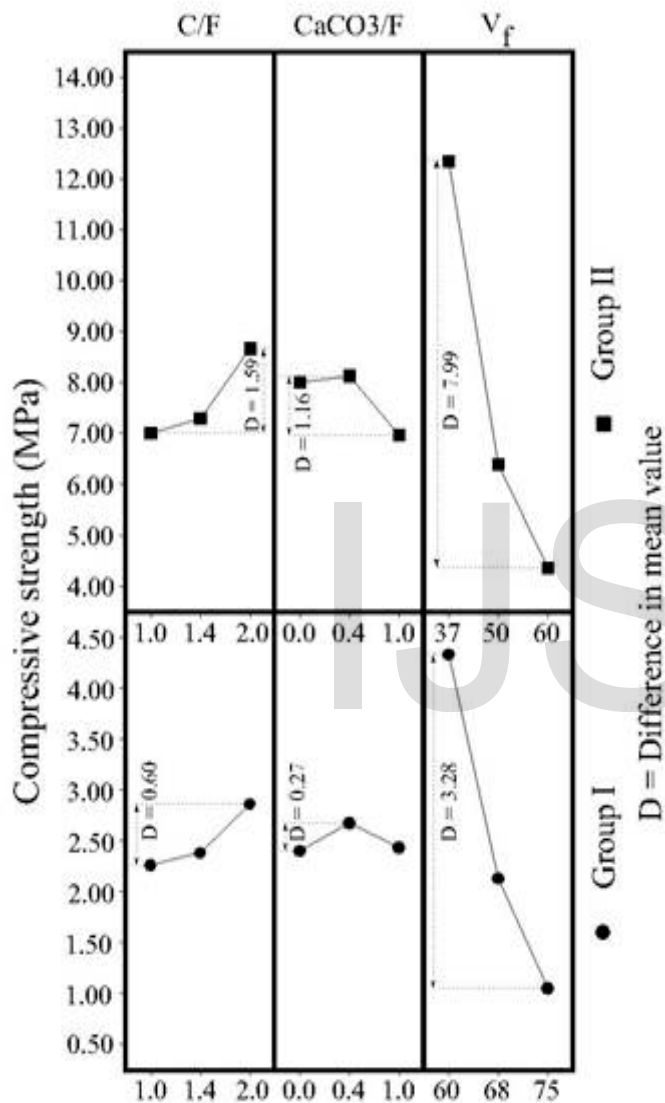 C/F CaCO3/F Vf
14.00
13.00
12.00
11.00
10.00
9.00
8.00
7.00
6.00
5.00
4.00
D = 1.59
D = 1.16
D = 7.99
1.0 1.4 2.0 0.0 0.4 1.0 37 50 60
4.50
4.00
3.00
2.50
2.00
1.50
1.00
0.50
D = 0.60
D = 0.27
D = 3.28
1.0 1.4 2.0 0.0 0.4 1.0 60 68 75
Compressive strength (MPa)
Group II
Group I
D = Difference in mean value
IJS